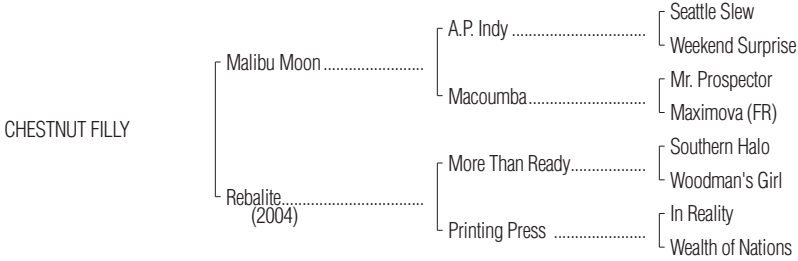 Seattle Slew
A.P. Indy
Weekend Surprise
Malibu Moon
Mr. Prospector
Macoumba
Maximova (FR)
CHESTNUT FILLY
Southern Halo
More Than Ready
Woodman's Girl
Rebalite
(2004)
In Reality
Printing Press
Wealth of Nations